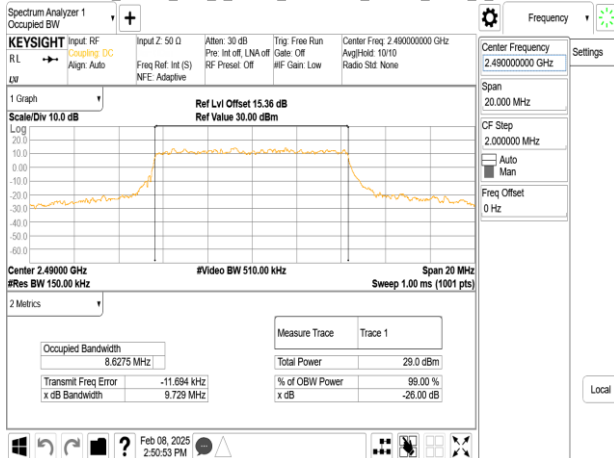 Spectrum Analyzer 1
Occupied BW
+
Frequency
KEYSIGHT
RL
Input: RF
Coupling: DC
Align: Auto
Input Z: 50 Ω
Freq Ref: Int (S)
NFE: Adaptive
Atten: 30 dB
Pre: Int off, LNA off
RF Presel: Off
Trig: Free Run
Gate: Off
#IF Gain: Low
Center Freq: 2.490000000 GHz
Avg|Hold: 10/10
Radio Std: None
Center Frequency
2.490000000 GHz
Settings
Span
20.000 MHz
CF Step
2.000000 MHz
Auto
Man
Freq Offset
0 Hz
Local
1 Graph
Scale/Div 10.0 dB
Ref Lvl Offset 15.36 dB
Ref Value 30.00 dBm
Log
20.0
10.0
0.00
-10.0
-20.0
-30.0
-40.0
-50.0
-60.0
Center 2.49000 GHz
#Video BW 510.00 kHz
Span 20 MHz
#Res BW 150.00 kHz
Sweep 1.00 ms (1001 pts)
2 Metrics
Measure Trace Trace 1
Occupied Bandwidth
8.6275 MHz
Total Power 29.0 dBm
Transmit Freq Error -11.694 kHz
% of OBW Power 99.00 %
x dB Bandwidth 9.729 MHz
x dB -26.00 dB
?
Feb 08, 2025
2:50:53 PM